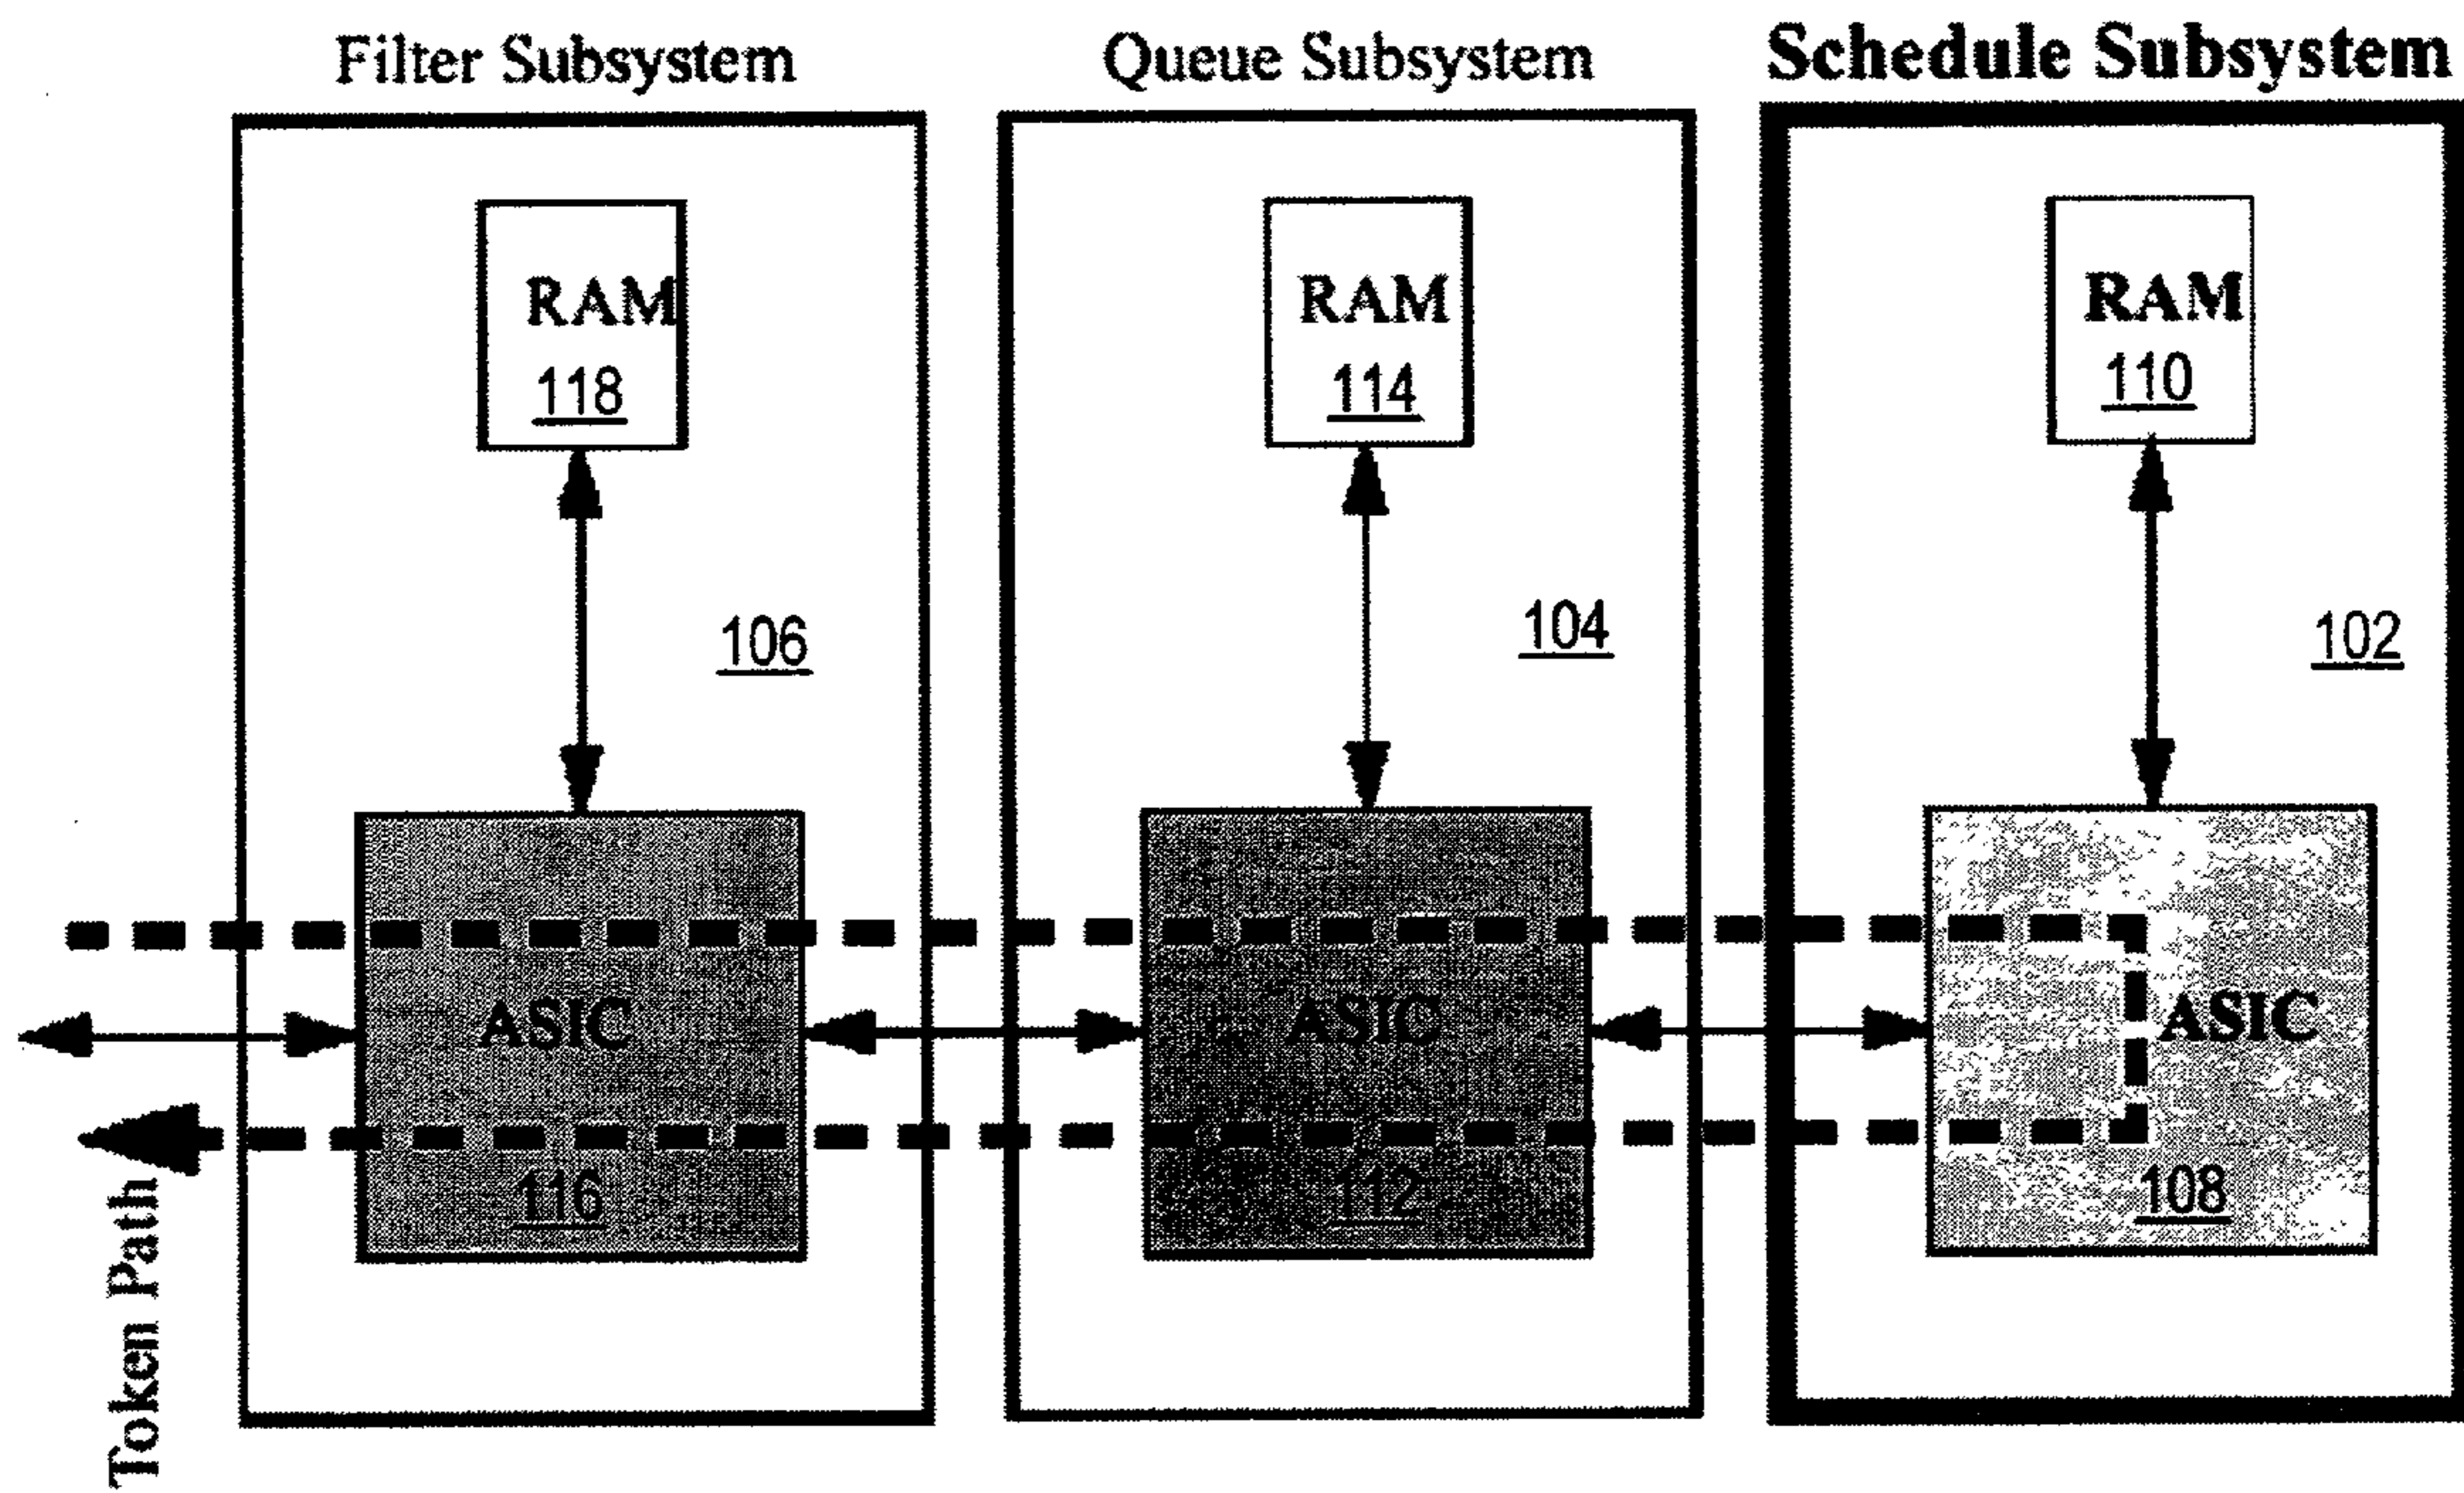 Filter Subsystem
Queue Subsystem
Schedule Subsystem
RAM
118
RAM
114
RAM
110
106
104
102
ASIC
116
ASIC
112
ASIC
108
Token Path